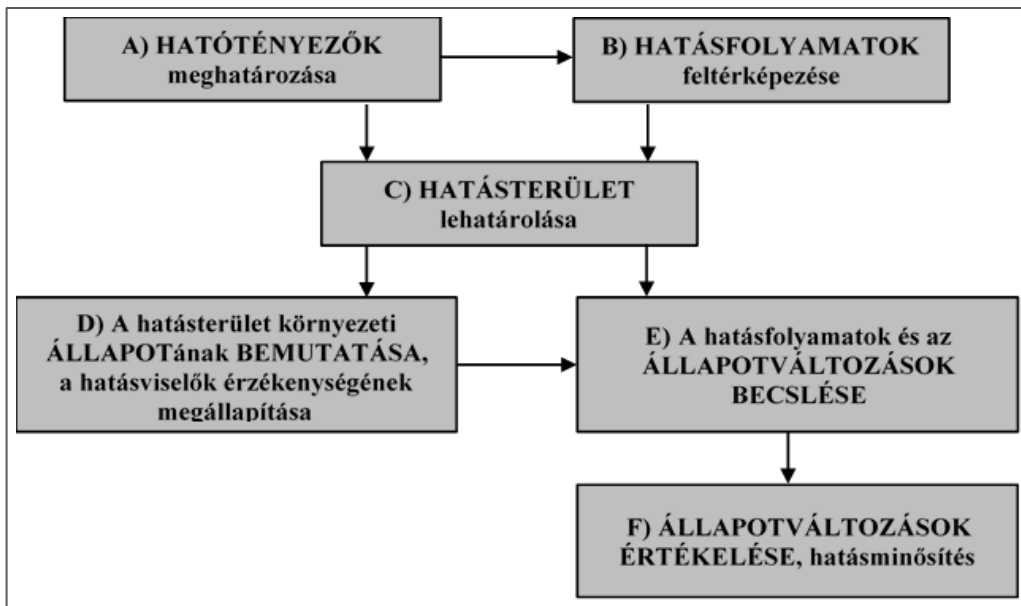 A) HATÓTÉNYEZŐK
meghatározása
B) HATÁSFOLYAMATOK
feltérképezése
C) HATÁSTERÜLET
lehatárolása
D) A hatásterület környezeti
ÁLLAPOTának BEMUTATÁSA,
a hatásviselők érzékenységének
megállapítása
E) A hatásfolyamatok és az
ÁLLAPOTVÁLTOZÁSOK
BECSLÉSE
F) ÁLLAPOTVÁLTOZÁSOK
ÉRTÉKELÉSE, hatásminősítés